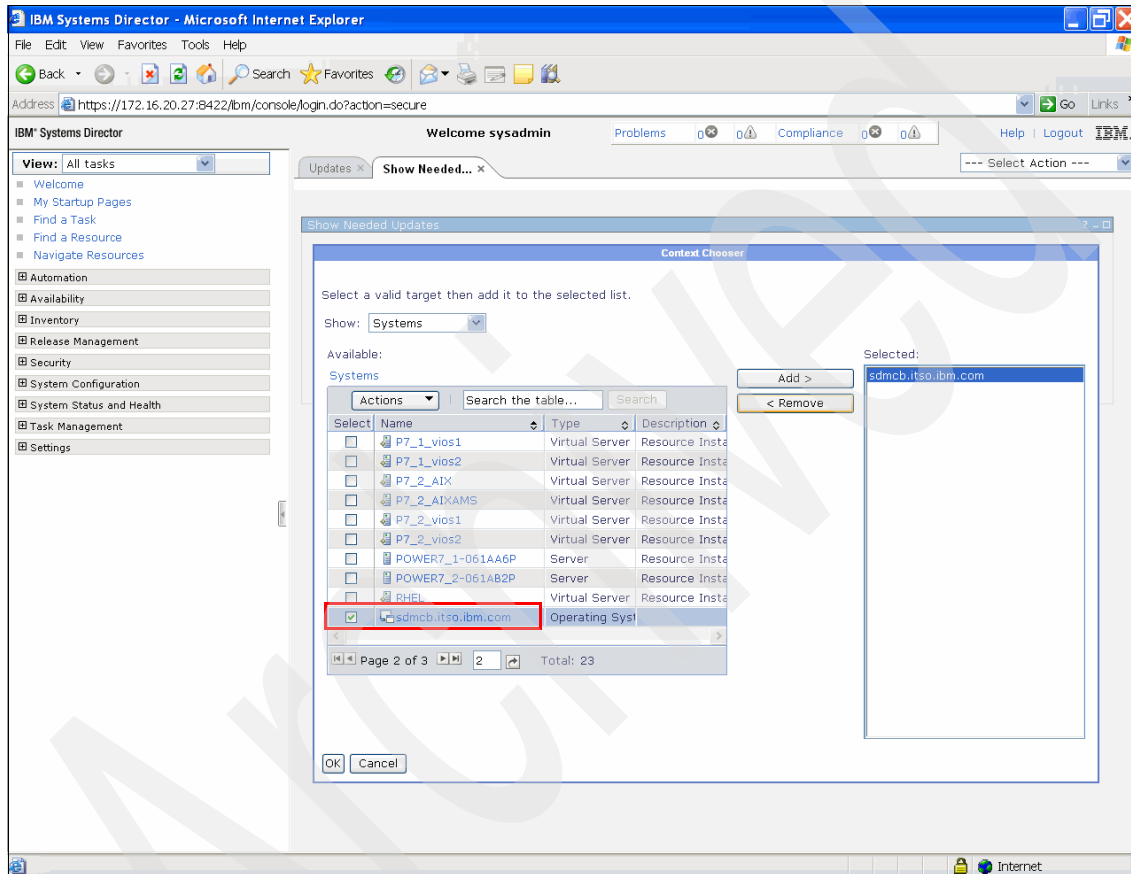 IBM Systems Director - Microsoft Internet Explorer
File Edit View Favorites Tools Help
Back Search Favorites
Address https://172.16.20.27:8422/ibm/console/login.do?action=secure Go Links
IBM® Systems Director Welcome sysadmin Problems 0 0 Compliance 0 0 Help Logout IBM.
View: All tasks
Updates × Show Needed... × --- Select Action ---
Welcome
My Startup Pages
Find a Task
Find a Resource
Navigate Resources
Automation
Availability
Inventory
Release Management
Security
System Configuration
System Status and Health
Task Management
Settings
Show Needed Updates
Context Chooser
Select a valid target then add it to the selected list.
Show: Systems
Available: Selected:
Systems
Add > sdmcb.itso.ibm.com
Actions Search the table... Search < Remove
Select Name Type Description
P7_1_vios1 Virtual Server Resource Insta
P7_1_vios2 Virtual Server Resource Insta
P7_2_AIX Virtual Server Resource Insta
P7_2_AIXAMS Virtual Server Resource Insta
P7_2_vios1 Virtual Server Resource Insta
P7_2_vios2 Virtual Server Resource Insta
POWER7_1-061AA6P Server Resource Insta
POWER7_2-061AB2P Server Resource Insta
RHEL Virtual Server Resource Insta
sdmcb.itso.ibm.com Operating Syst
Page 2 of 3 2 Total: 23
OK Cancel
Internet
Archived